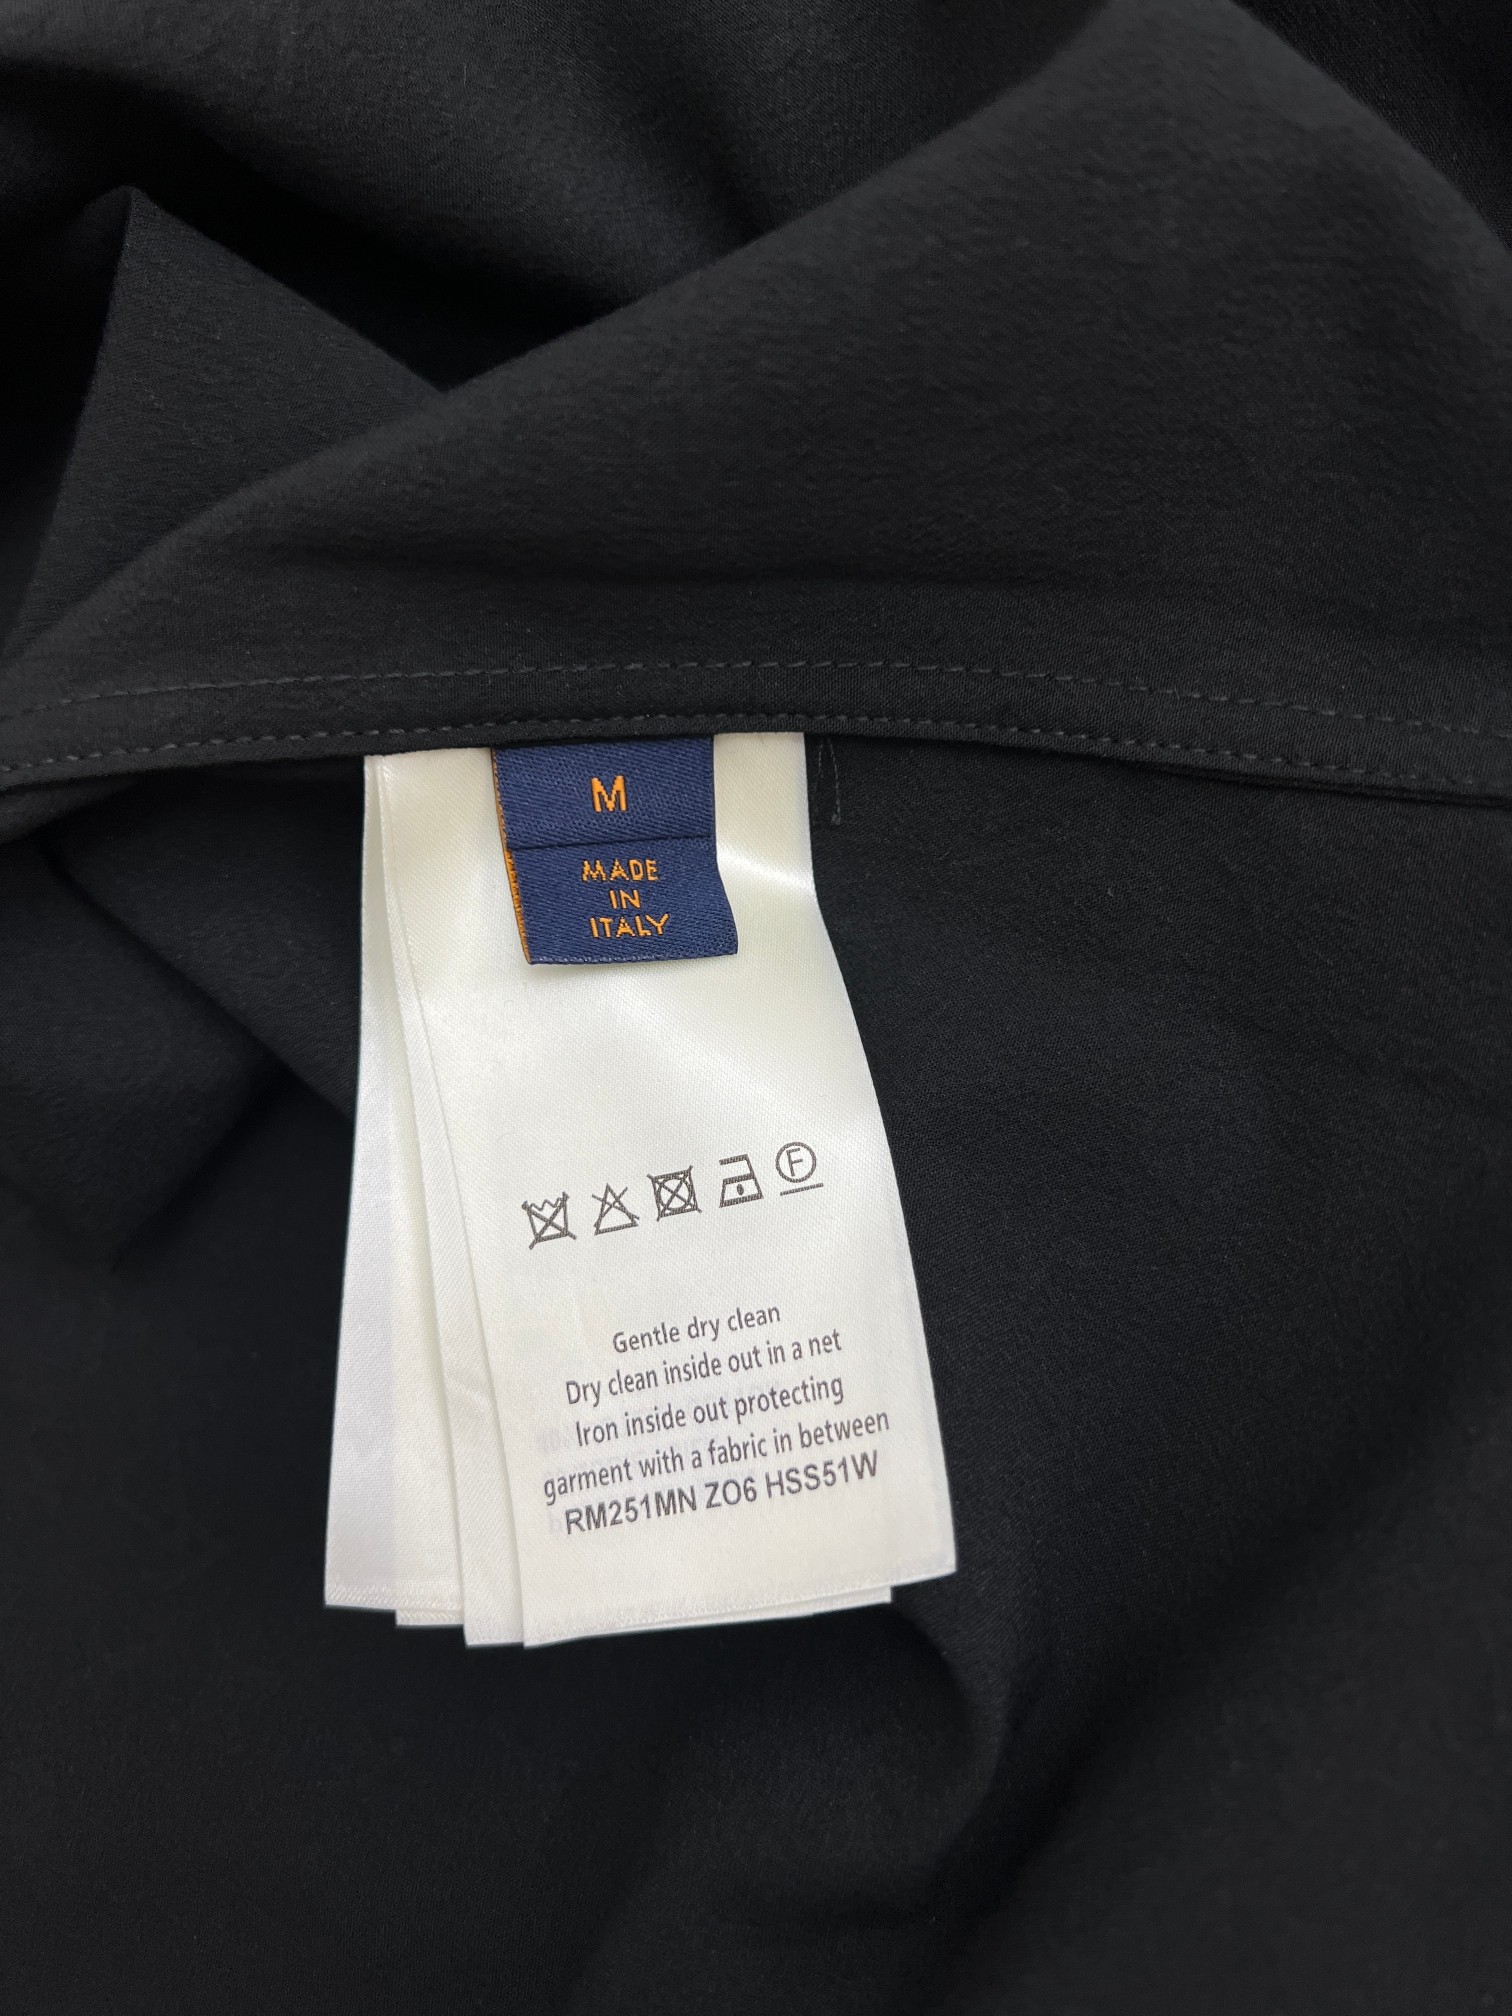 M
MADE
IN
ITALY
F
Gentle dry clean
Dry clean inside out in a net
Iron inside out protecting
garment with a fabric in between
RM251MN ZO6 HSS51W